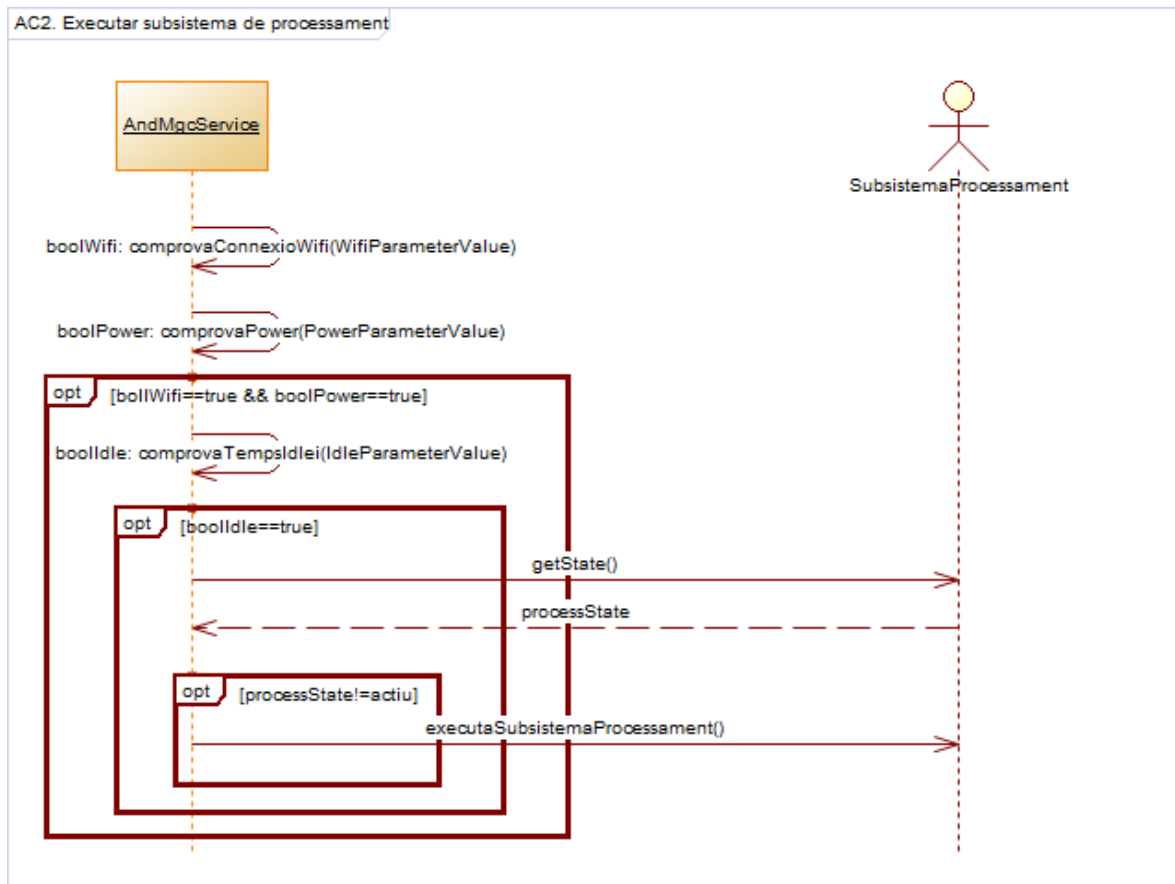 AC2. Executar subsistema de processament
AndMgcService
SubsistemaProcessament
boolWifi: comprovaConnexioWifi(WifiParameterValue)
boolPower: comprovaPower(PowerParameterValue)
opt
[bollWifi==true && boolPower==true]
boolIdle: comprovaTempsIdlei(IdleParameterValue)
opt
[boolIdle==true]
getState()
processState
opt
[processState!=actiu]
executaSubsistemaProcessament()